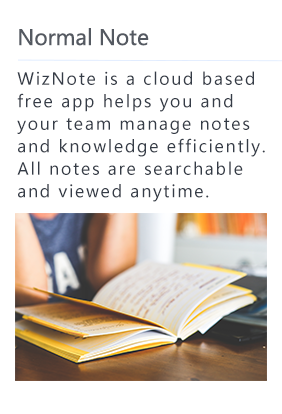 Normal Note
WizNote is a cloud based
free app helps you and
your team manage notes
and knowledge efficiently.
All notes are searchable
and viewed anytime.